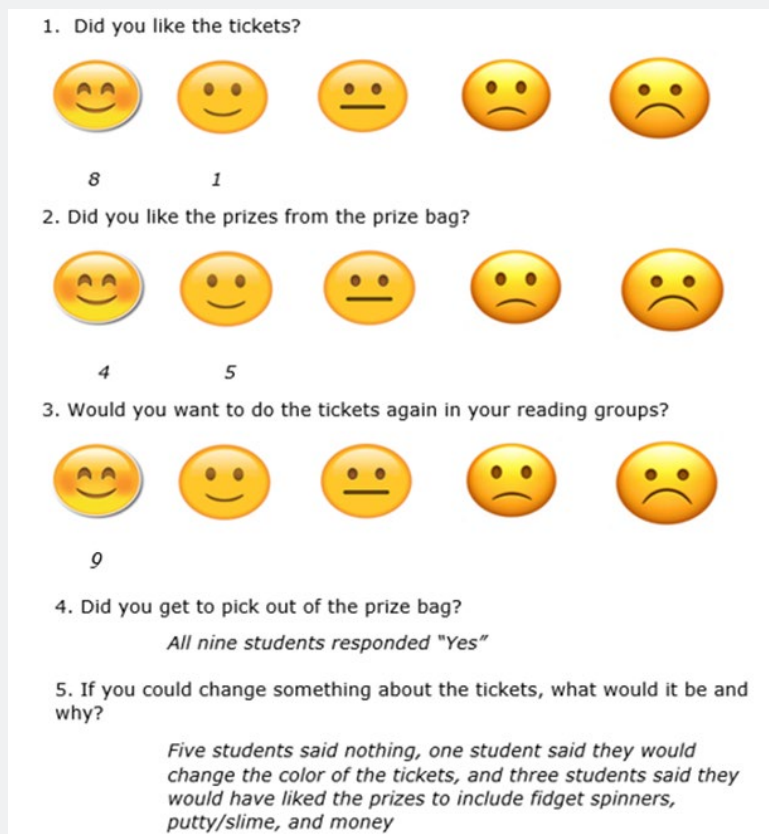 1. Did you like the tickets?
8 1
2. Did you like the prizes from the prize bag?
4 5
3. Would you want to do the tickets again in your reading groups?
9
4. Did you get to pick out of the prize bag?
All nine students responded “Yes”
5. If you could change something about the tickets, what would it be and
why?
Five students said nothing, one student said they would
change the color of the tickets, and three students said they
would have liked the prizes to include fidget spinners,
putty/slime, and money